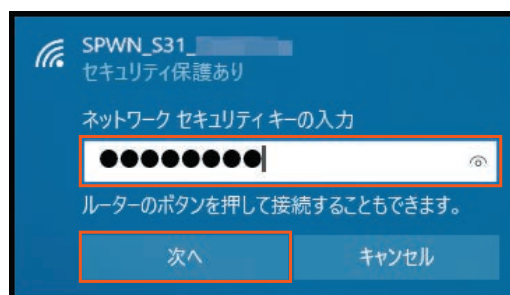 SPWN_S31_
セキュリティ保護あり
ネットワーク セキュリティ キーの入力
●●●●●●●●
ルーターのボタンを押して接続することもできます。
次へ
キャンセル